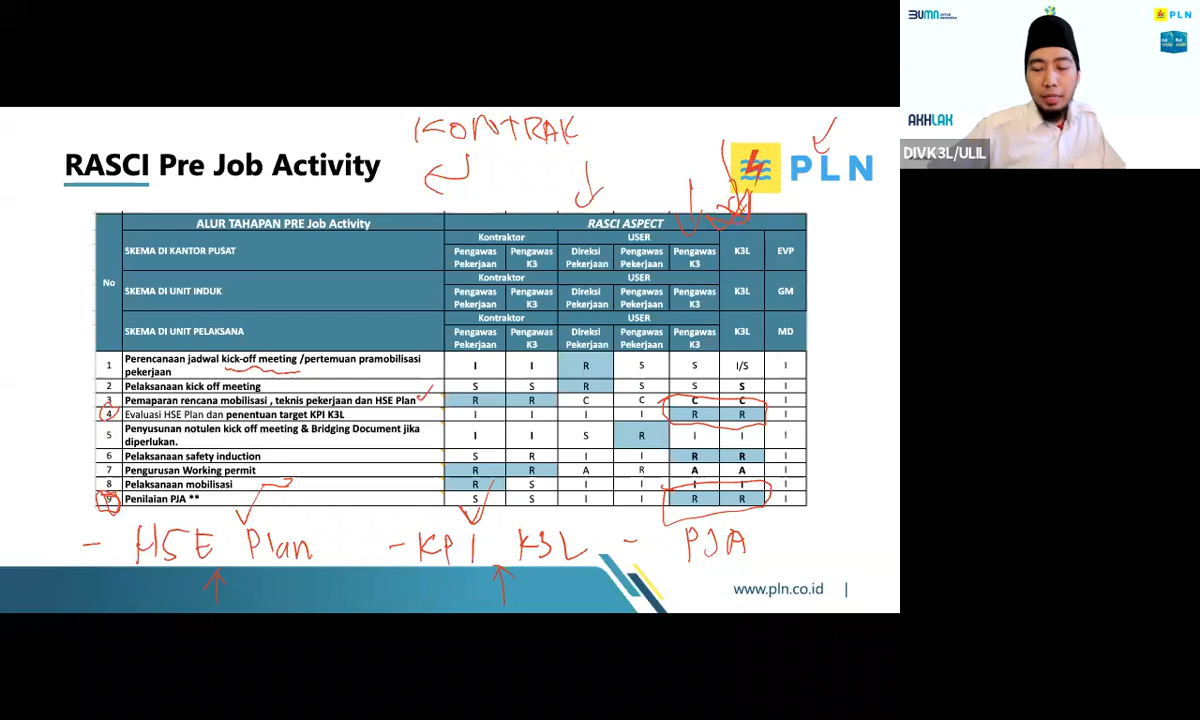 BUMN UNTUK INDONESIA
PLN
AKHLAK
DIVK3L/ULIL
KONTRAK
RASCI Pre Job Activity
PLN
No
ALUR TAHAPAN PRE Job Activity
RASCI ASPECT
SKEMA DI KANTOR PUSAT
Kontraktor USER K3L EVP
Pengawas Pekerjaan Pengawas K3 Direksi Pekerjaan Pengawas Pekerjaan Pengawas K3
SKEMA DI UNIT INDUK
Kontraktor USER K3L GM
Pengawas Pekerjaan Pengawas K3 Direksi Pekerjaan Pengawas Pekerjaan Pengawas K3
SKEMA DI UNIT PELAKSANA
Kontraktor USER K3L MD
Pengawas Pekerjaan Pengawas K3 Direksi Pekerjaan Pengawas Pekerjaan Pengawas K3
1 Perencanaan jadwal kick-off meeting /pertemuan pramobilisasi
pekerjaan I I R S S I/S I
2 Pelaksanaan kick off meeting S S R S S S I
3 Pemaparan rencana mobilisasi , teknis pekerjaan dan HSE Plan R R C C C C I
4 Evaluasi HSE Plan dan penentuan target KPI K3L I I I I R R I
5 Penyusunan notulen kick off meeting & Bridging Document jika
diperlukan. I I S R I I I
6 Pelaksanaan safety induction S R I I R R I
7 Pengurusan Working permit R R A R A A I
8 Pelaksanaan mobilisasi R S I I I I I
9 Penilaian PJA ** S S I I R R I
- HSE Plan - KPI K3L - PJA
www.pln.co.id |